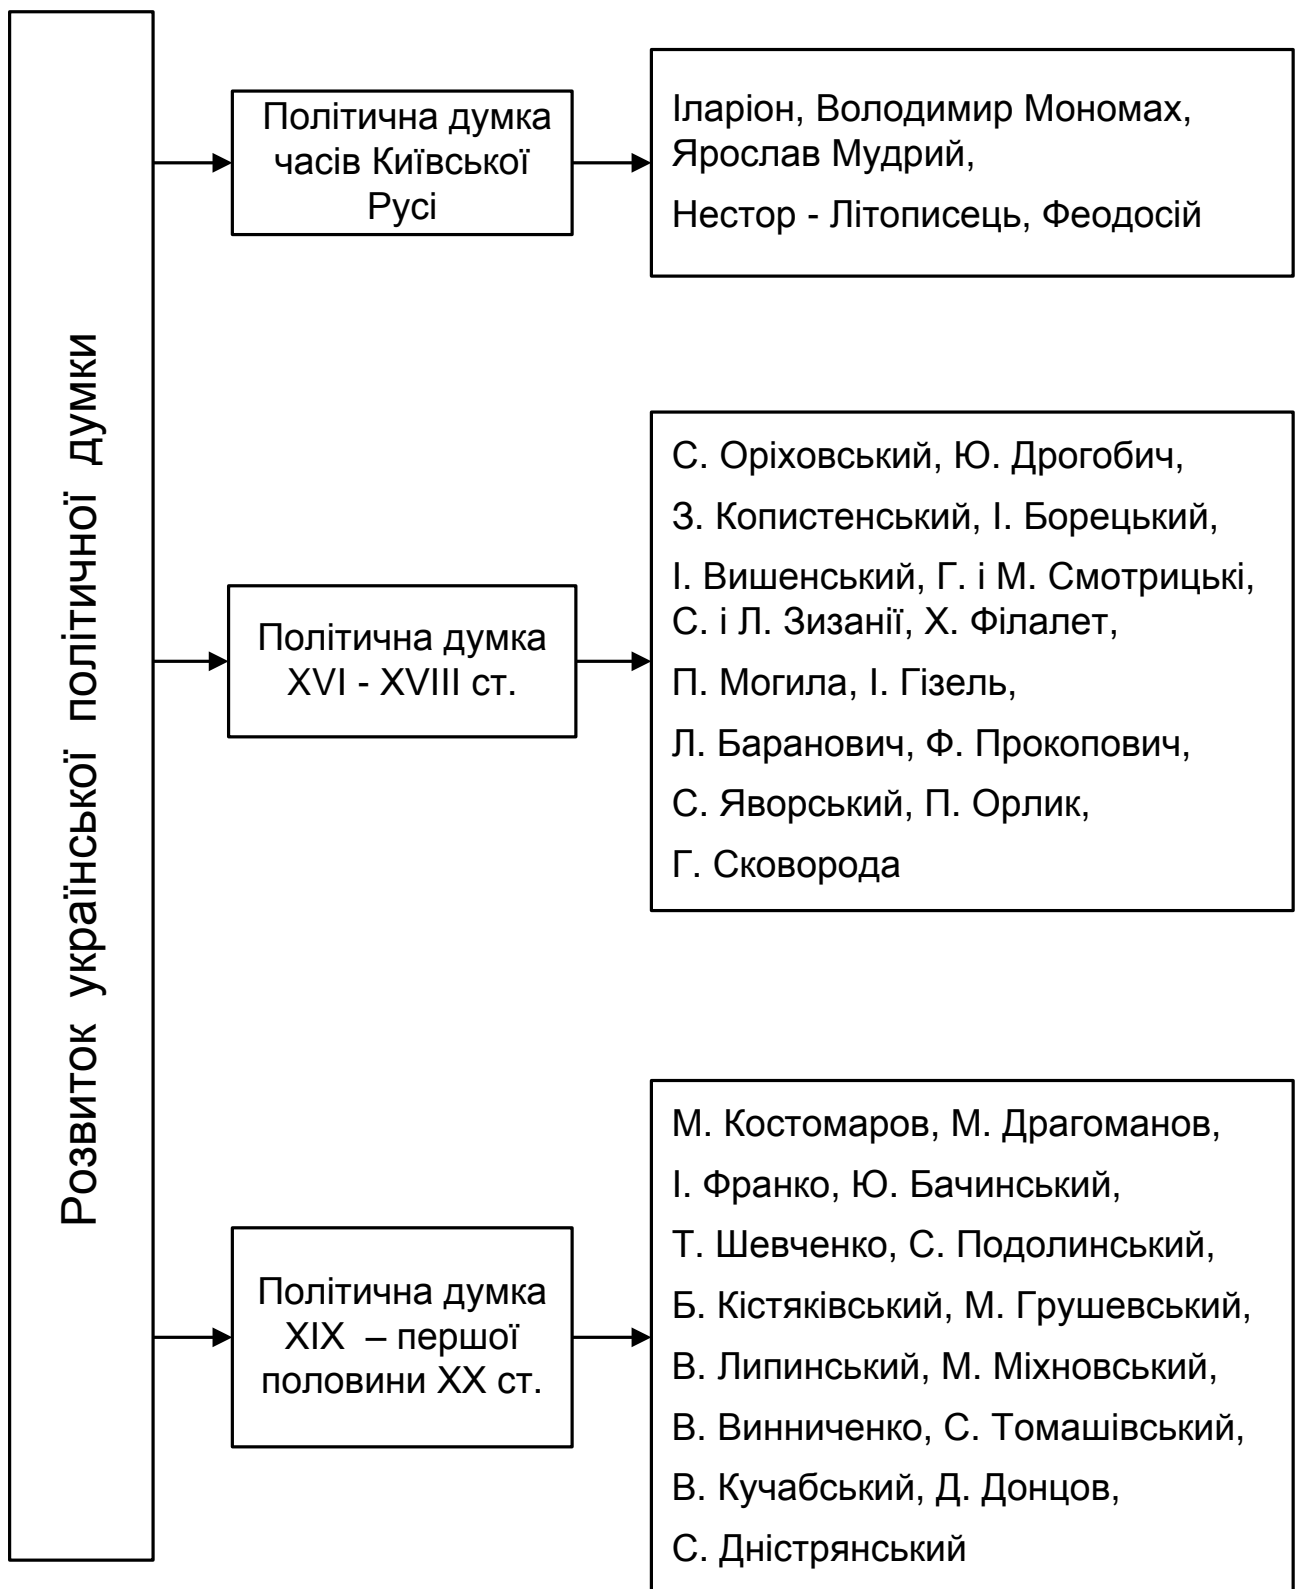 Розвиток української політичної думки
Політична думка
часів Київської
Русі
Іларіон, Володимир Мономах,
Ярослав Мудрий,
Нестор - Літописець, Феодосій
Політична думка
XVI - XVIII ст.
С. Оріховський, Ю. Дрогобич,
З. Копистенський, І. Борецький,
І. Вишенський, Г. і М. Смотрицькі,
С. і Л. Зизанії, Х. Філалет,
П. Могила, І. Гізель,
Л. Баранович, Ф. Прокопович,
С. Яворський, П. Орлик,
Г. Сковорода
Політична думка
XIX – першої
половини XX ст.
М. Костомаров, М. Драгоманов,
І. Франко, Ю. Бачинський,
Т. Шевченко, С. Подолинський,
Б. Кістяківський, М. Грушевський,
В. Липинський, М. Міхновський,
В. Винниченко, С. Томашівський,
В. Кучабський, Д. Донцов,
С. Дністрянський